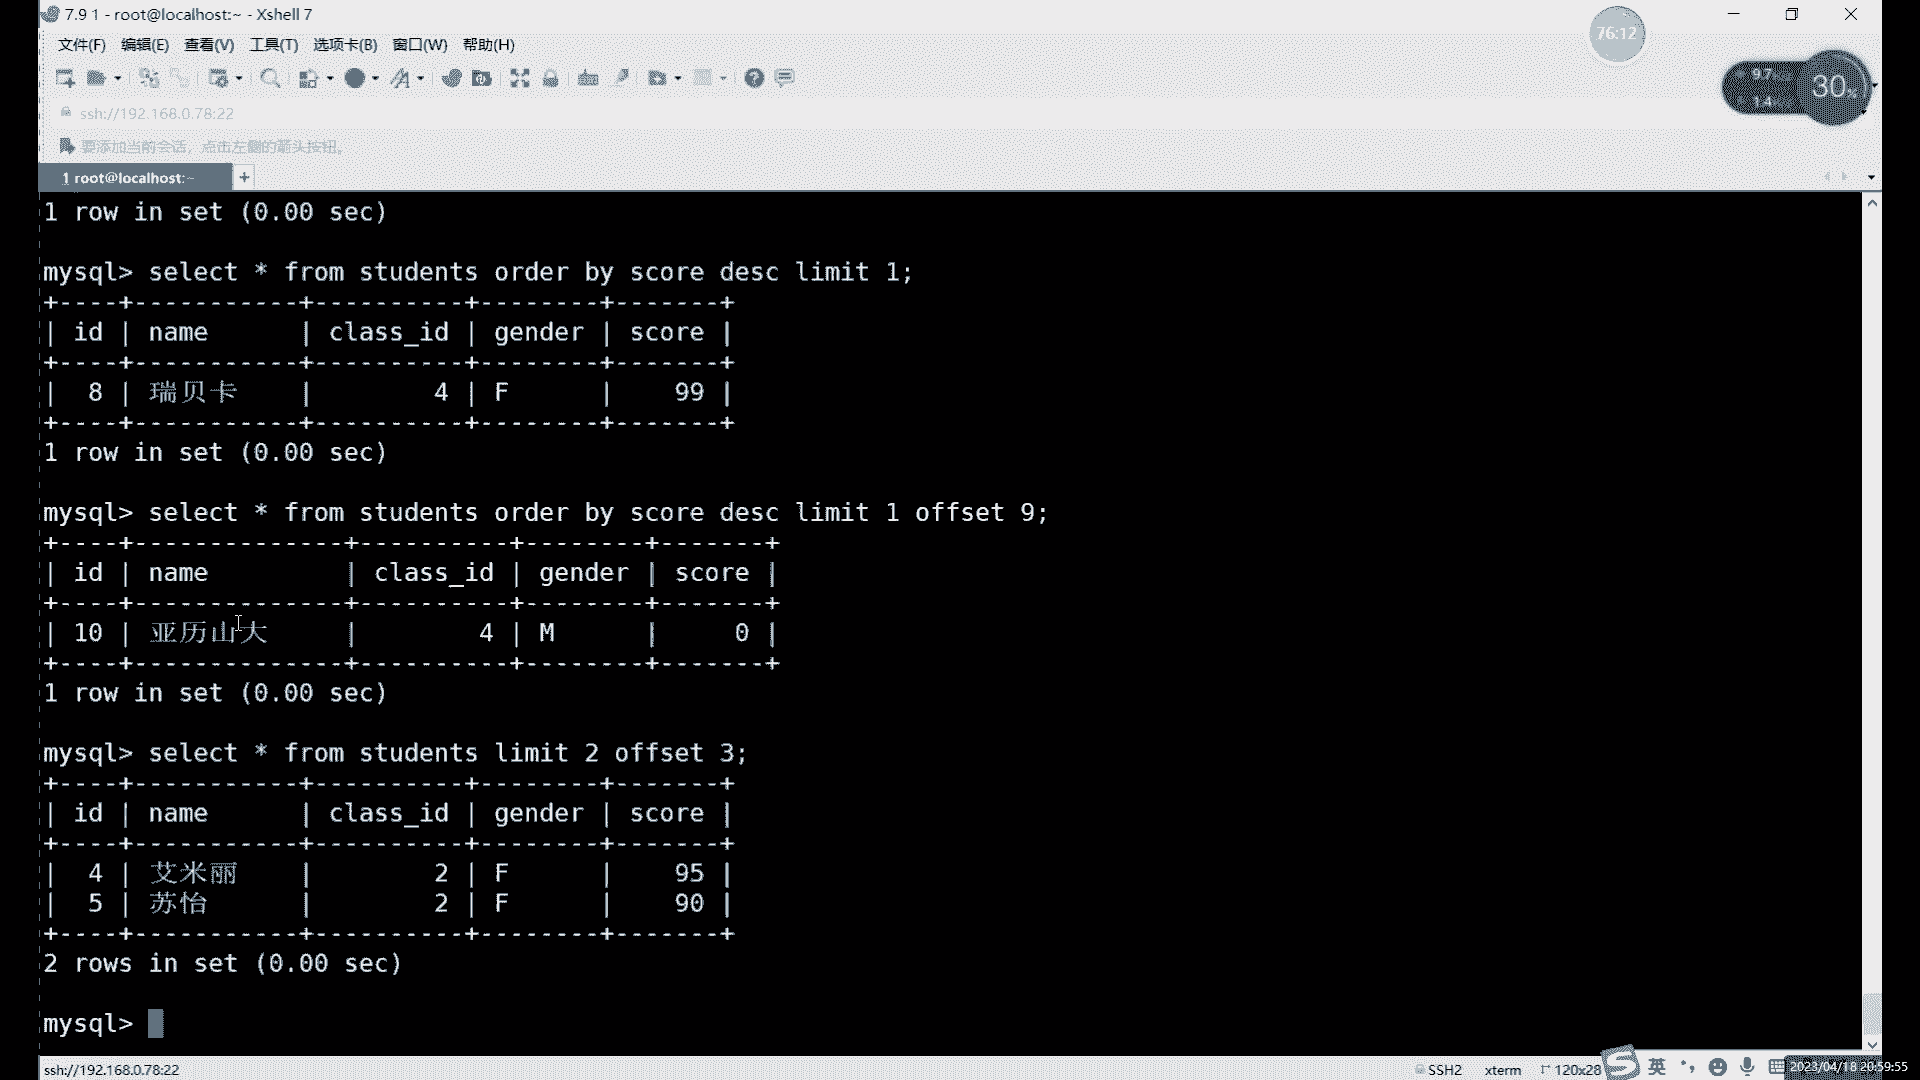 7.9 1 - root@localhost:~ - Xshell 7
文件(F) 编辑(E) 查看(V) 工具(T) 选项卡(B) 窗口(W) 帮助(H)
76:12
9.7
1.4
30%
ssh://192.168.0.78:22
要添加当前会话，点击左侧的箭头按钮。
1 root@localhost:~ +
1 row in set (0.00 sec)
mysql> select * from students order by score desc limit 1;
+----+-----------+----------+--------+-------+
| id | name      | class_id | gender | score |
+----+-----------+----------+--------+-------+
|  8 | 瑞贝卡    |        4 | F      |    99 |
+----+-----------+----------+--------+-------+
1 row in set (0.00 sec)
mysql> select * from students order by score desc limit 1 offset 9;
+----+--------------+----------+--------+-------+
| id | name         | class_id | gender | score |
+----+--------------+----------+--------+-------+
| 10 | 亚历山大     |        4 | M      |     0 |
+----+--------------+----------+--------+-------+
1 row in set (0.00 sec)
mysql> select * from students limit 2 offset 3;
+----+-----------+----------+--------+-------+
| id | name      | class_id | gender | score |
+----+-----------+----------+--------+-------+
|  4 | 艾米丽    |        2 | F      |    95 |
|  5 | 苏怡      |        2 | F      |    90 |
+----+-----------+----------+--------+-------+
2 rows in set (0.00 sec)
mysql>
ssh://192.168.0.78:22 SSH2 xterm 120x28 英 2023/04/18 20:59:55